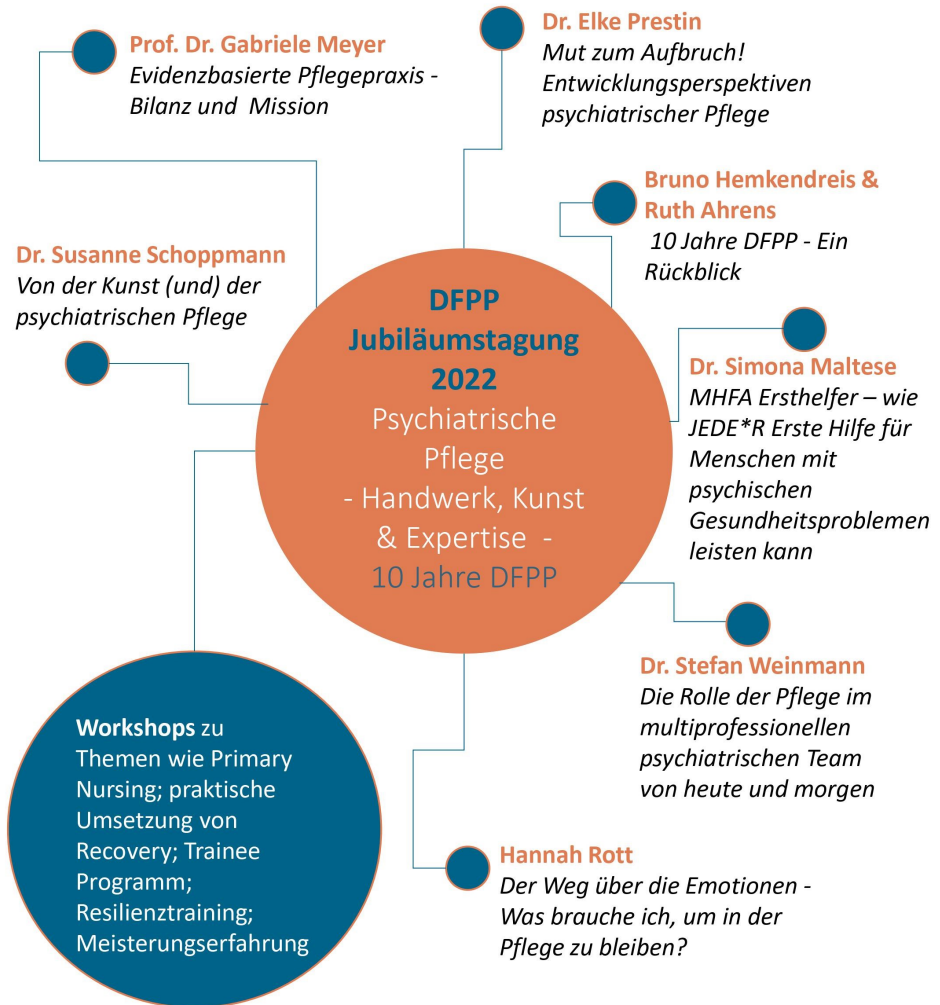 Prof. Dr. Gabriele Meyer
Evidenzbasierte Pflegepraxis -
Bilanz und Mission
Dr. Elke Prestin
Mut zum Aufbruch!
Entwicklungsperspektiven
psychiatrischer Pflege
Bruno Hemkendreis &
Ruth Ahrens
10 Jahre DFPP - Ein
Rückblick
Dr. Susanne Schoppmann
Von der Kunst (und) der
psychiatrischen Pflege
DFPP
Jubiläumstagung
2022
Psychiatrische
Pflege
- Handwerk, Kunst
& Expertise -
10 Jahre DFPP
Dr. Simona Maltese
MHFA Ersthelfer – wie
JEDE*R Erste Hilfe für
Menschen mit
psychischen
Gesundheitsproblemen
leisten kann
Dr. Stefan Weinmann
Die Rolle der Pflege im
multiprofessionellen
psychiatrischen Team
von heute und morgen
Workshops zu
Themen wie Primary
Nursing; praktische
Umsetzung von
Recovery; Trainee
Programm;
Resilienztraining;
Meisterungserfahrung
Hannah Rott
Der Weg über die Emotionen -
Was brauche ich, um in der
Pflege zu bleiben?